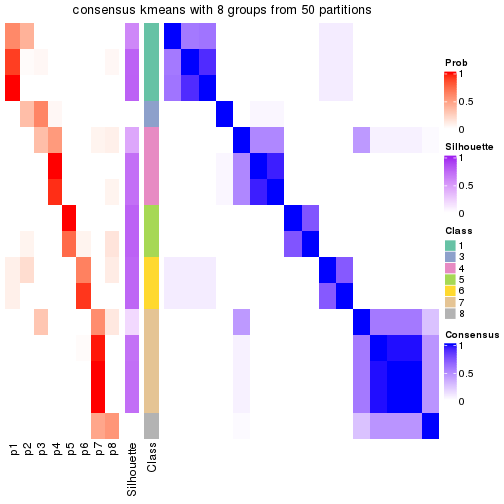 consensus kmeans with 8 groups from 50 partitions
Prob
1
0.5
0
Silhouette
1
0.5
0
Class
1
2
3
4
5
6
7
8
Consensus
1
0.5
0
p1
p2
p3
p4
p5
p6
p7
p8
Silhouette
Class